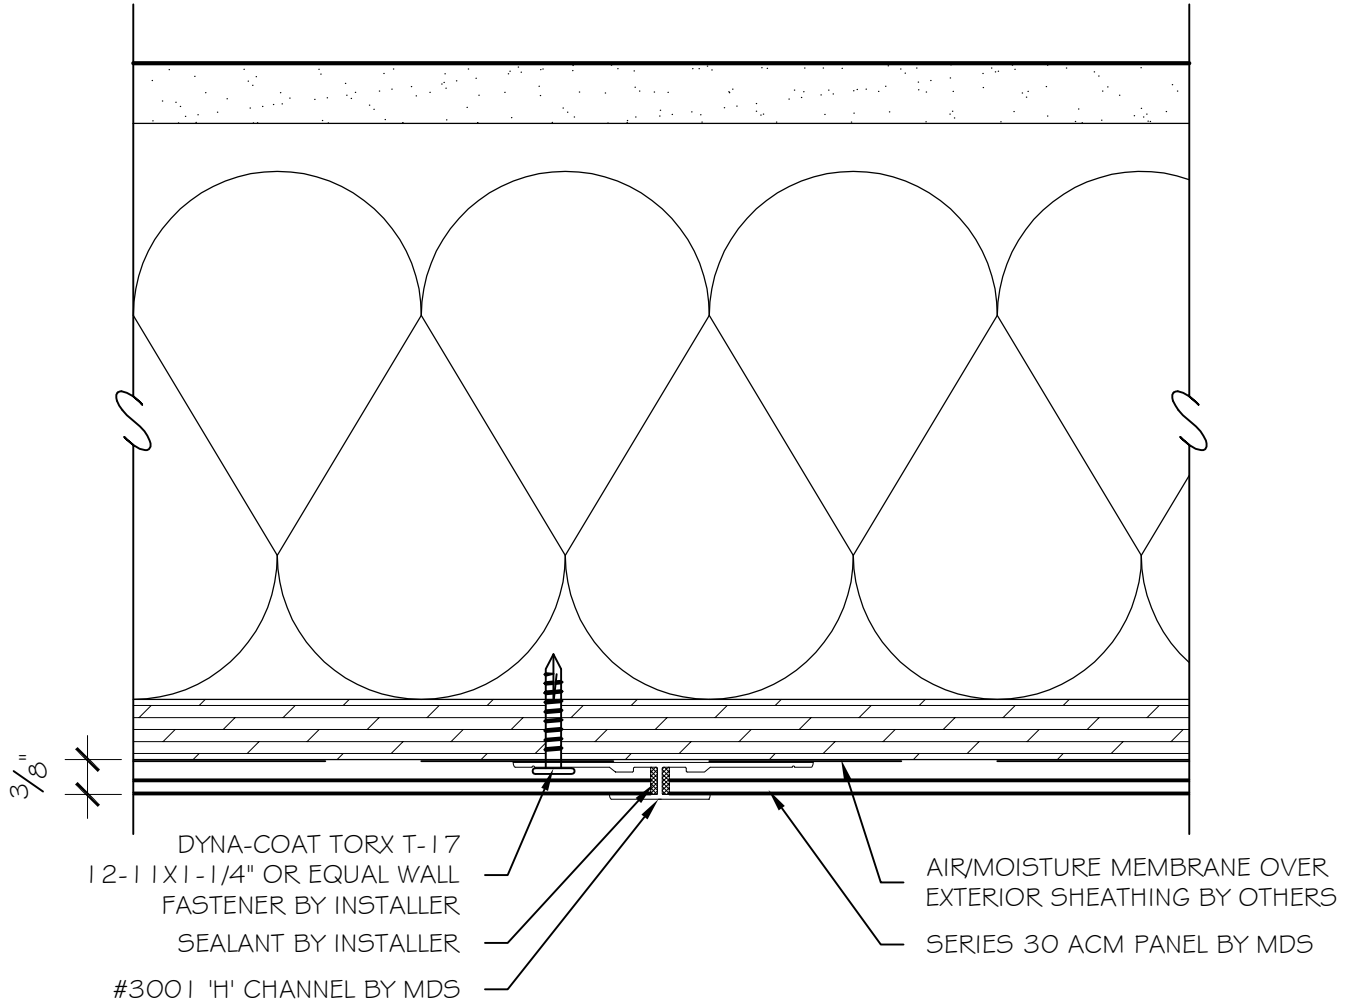 3/8"
DYNA-COAT TORX T-17
12-11X1-1/4" OR EQUAL WALL
FASTENER BY INSTALLER
SEALANT BY INSTALLER
#3001 'H' CHANNEL BY MDS
AIR/MOISTURE MEMBRANE OVER
EXTERIOR SHEATHING BY OTHERS
SERIES 30 ACM PANEL BY MDS